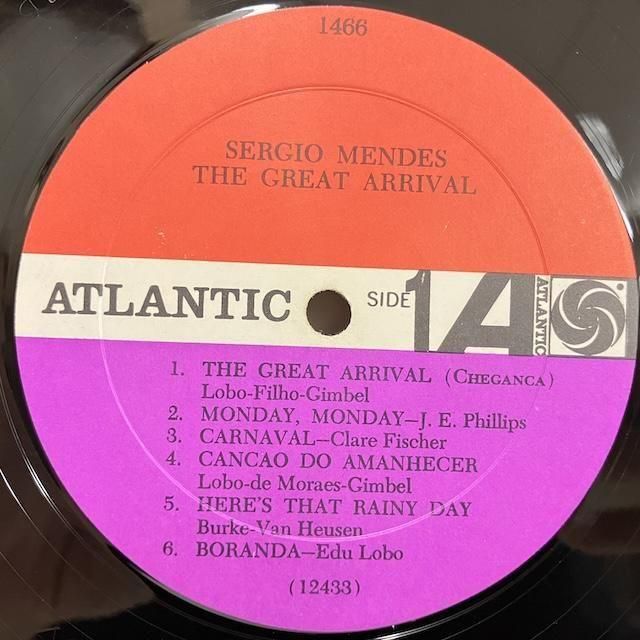 1466
SERGIO MENDES
THE GREAT ARRIVAL
ATLANTIC SIDE 1 A ATLANTIC
1. THE GREAT ARRIVAL (CHEGANCA)
Lobo-Filho-Gimbel
2. MONDAY, MONDAY—J. E. Phillips
3. CARNAVAL—Clare Fischer
4. CANCAO DO AMANHECER
Lobo-de Moraes-Gimbel
5. HERE'S THAT RAINY DAY
Burke-Van Heusen
6. BORANDA—Edu Lobo
(12433)